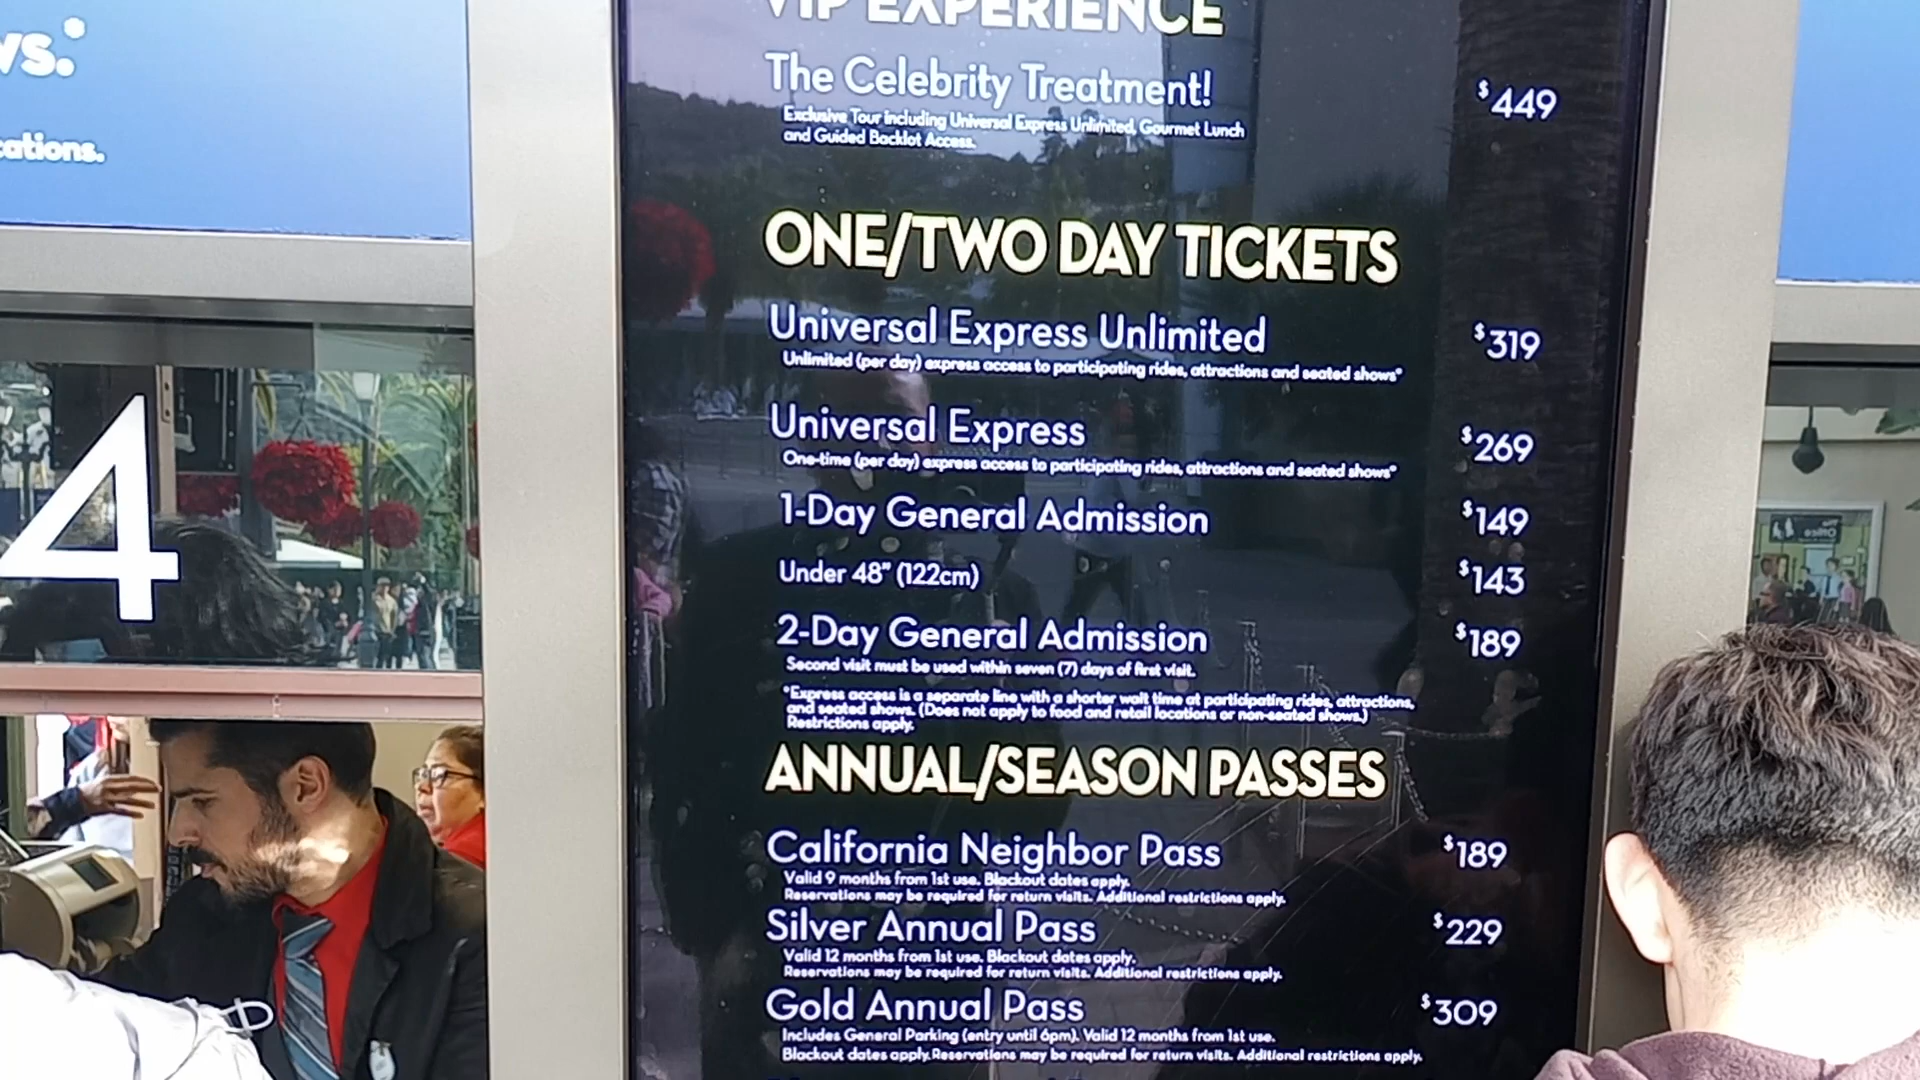 vs.*
cations.
4
VIP EXPERIENCE
The Celebrity Treatment! $449
Exclusive Tour including Universal Express Unlimited, Gourmet Lunch
and Guided Backlot Access.
ONE/TWO DAY TICKETS
Universal Express Unlimited $319
Unlimited (per day) express access to participating rides, attractions and seated shows*
Universal Express $269
One-time (per day) express access to participating rides, attractions and seated shows*
1-Day General Admission $149
Under 48" (122cm) $143
2-Day General Admission $189
Second visit must be used within seven (7) days of first visit.
*Express access is a separate line with a shorter wait time at participating rides, attractions,
and seated shows. (Does not apply to food and retail locations or non-seated shows.)
Restrictions apply.
ANNUAL/SEASON PASSES
California Neighbor Pass $189
Valid 9 months from 1st use. Blackout dates apply.
Reservations may be required for return visits. Additional restrictions apply.
Silver Annual Pass $229
Valid 12 months from 1st use. Blackout dates apply.
Reservations may be required for return visits. Additional restrictions apply.
Gold Annual Pass $309
Includes General Parking (entry until 6pm). Valid 12 months from 1st use.
Blackout dates apply.Reservations may be required for return visits. Additional restrictions apply.